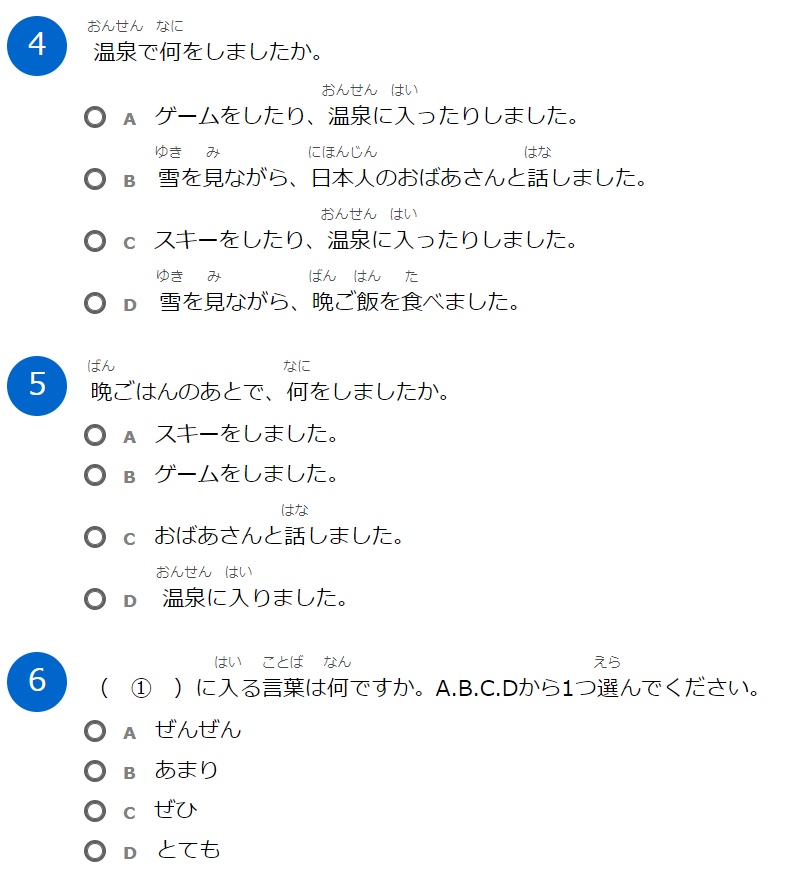 4
おんせん なに
温泉で何をしましたか。
おんせん はい
A ゲームをしたり、温泉に入ったりしました。
ゆき み にほんじん はな
B 雪を見ながら、日本人のおばあさんと話しました。
おんせん はい
C スキーをしたり、温泉に入ったりしました。
ゆき み ばん はん た
D 雪を見ながら、晩ご飯を食べました。
5
ばん なに
晩ごはんのあとで、何をしましたか。
A スキーをしました。
B ゲームをしました。
はな
C おばあさんと話しました。
おんせん はい
D 温泉に入りました。
6
はい ことば なん えら
（ ① ）に入る言葉は何ですか。A.B.C.Dから1つ選んでください。
A ぜんぜん
B あまり
C ぜひ
D とても